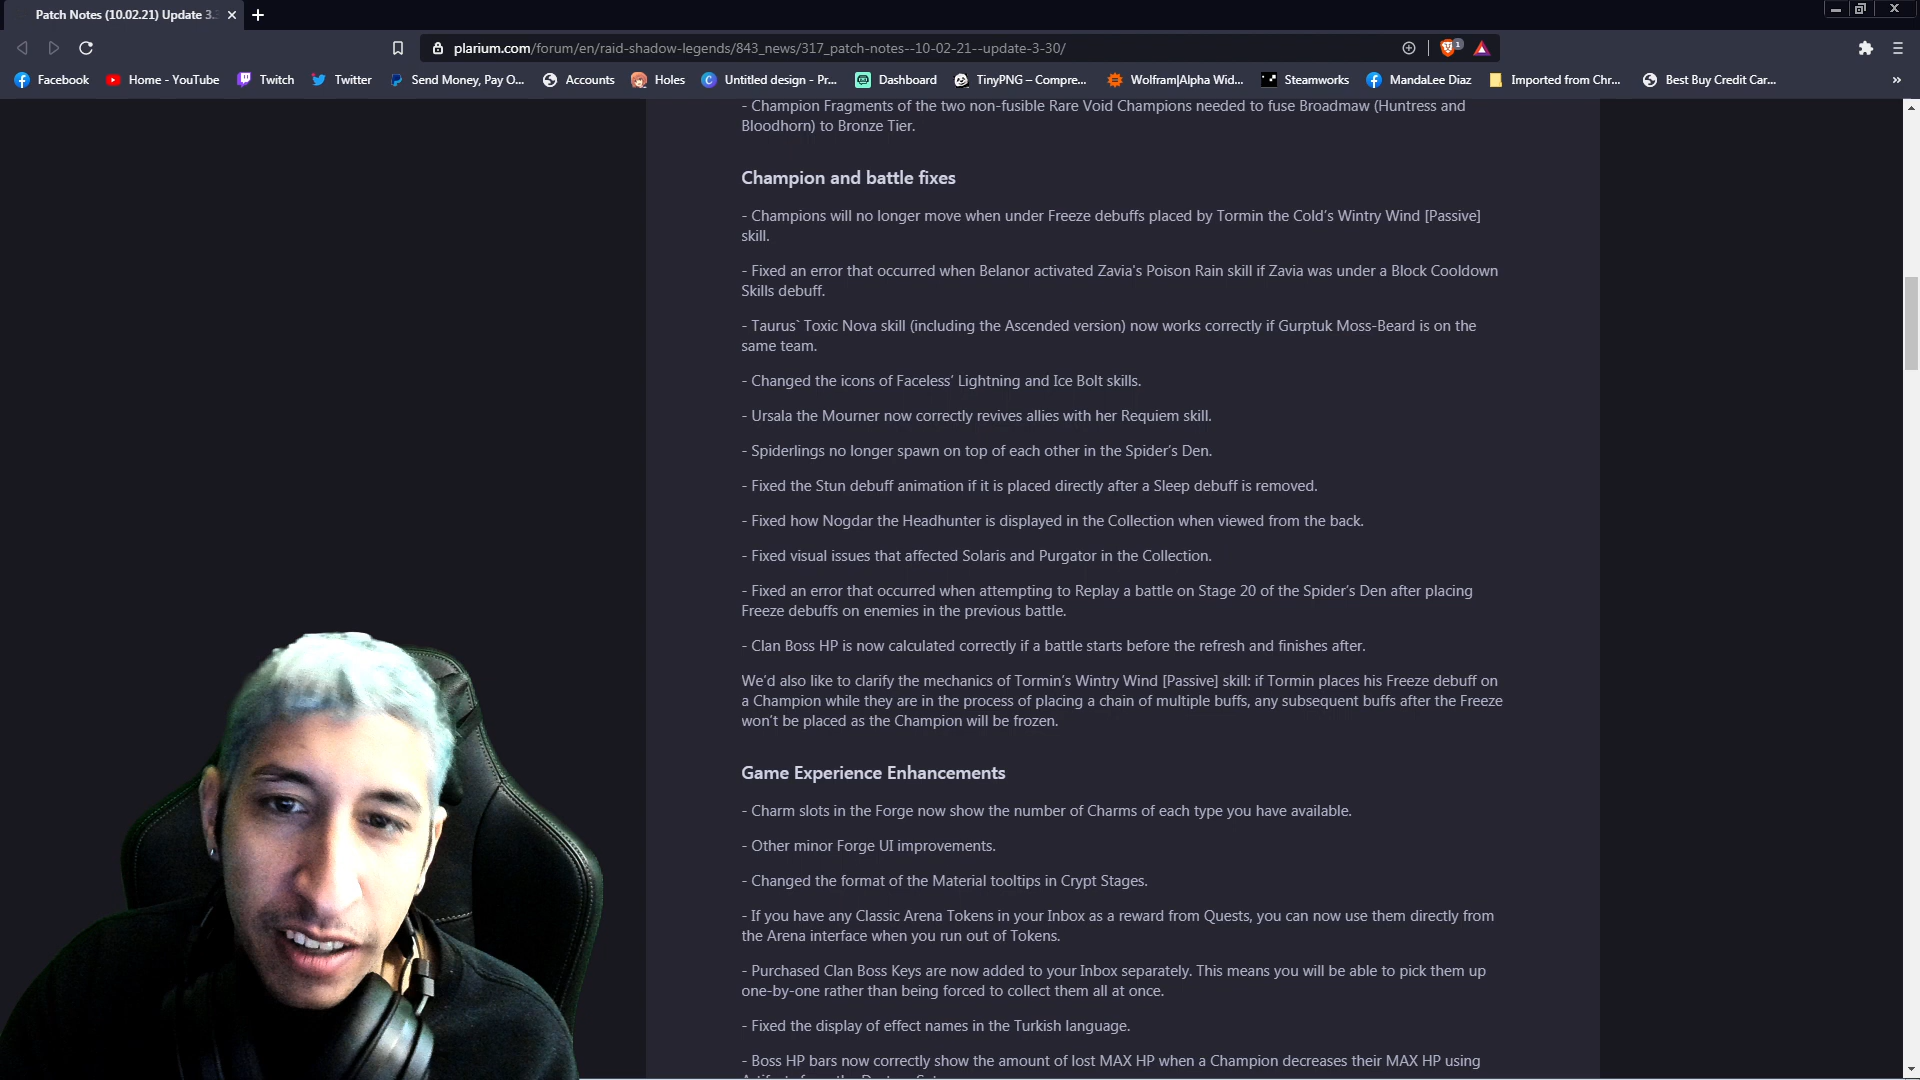 Patch Notes (10.02.21) Update 3.
plarium.com/forum/en/raid-shadow-legends/843_news/317_patch-notes--10-02-21--update-3-30/
1
Facebook
Home - YouTube
Twitch
Twitter
Send Money, Pay O...
Accounts
Holes
Untitled design - Pr...
Dashboard
TinyPNG – Compre...
Wolfram|Alpha Wid...
Steamworks
MandaLee Diaz
Imported from Chr...
Best Buy Credit Car...
- Champion Fragments of the two non-fusible Rare Void Champions needed to fuse Broadmaw (Huntress and
Bloodhorn) to Bronze Tier.
Champion and battle fixes
- Champions will no longer move when under Freeze debuffs placed by Tormin the Cold’s Wintry Wind [Passive]
skill.
- Fixed an error that occurred when Belanor activated Zavia's Poison Rain skill if Zavia was under a Block Cooldown
Skills debuff.
- Taurus` Toxic Nova skill (including the Ascended version) now works correctly if Gurptuk Moss-Beard is on the
same team.
- Changed the icons of Faceless’ Lightning and Ice Bolt skills.
- Ursala the Mourner now correctly revives allies with her Requiem skill.
- Spiderlings no longer spawn on top of each other in the Spider’s Den.
- Fixed the Stun debuff animation if it is placed directly after a Sleep debuff is removed.
- Fixed how Nogdar the Headhunter is displayed in the Collection when viewed from the back.
- Fixed visual issues that affected Solaris and Purgator in the Collection.
- Fixed an error that occurred when attempting to Replay a battle on Stage 20 of the Spider’s Den after placing
Freeze debuffs on enemies in the previous battle.
- Clan Boss HP is now calculated correctly if a battle starts before the refresh and finishes after.
We’d also like to clarify the mechanics of Tormin’s Wintry Wind [Passive] skill: if Tormin places his Freeze debuff on
a Champion while they are in the process of placing a chain of multiple buffs, any subsequent buffs after the Freeze
won’t be placed as the Champion will be frozen.
Game Experience Enhancements
- Charm slots in the Forge now show the number of Charms of each type you have available.
- Other minor Forge UI improvements.
- Changed the format of the Material tooltips in Crypt Stages.
- If you have any Classic Arena Tokens in your Inbox as a reward from Quests, you can now use them directly from
the Arena interface when you run out of Tokens.
- Purchased Clan Boss Keys are now added to your Inbox separately. This means you will be able to pick them up
one-by-one rather than being forced to collect them all at once.
- Fixed the display of effect names in the Turkish language.
- Boss HP bars now correctly show the amount of lost MAX HP when a Champion decreases their MAX HP using